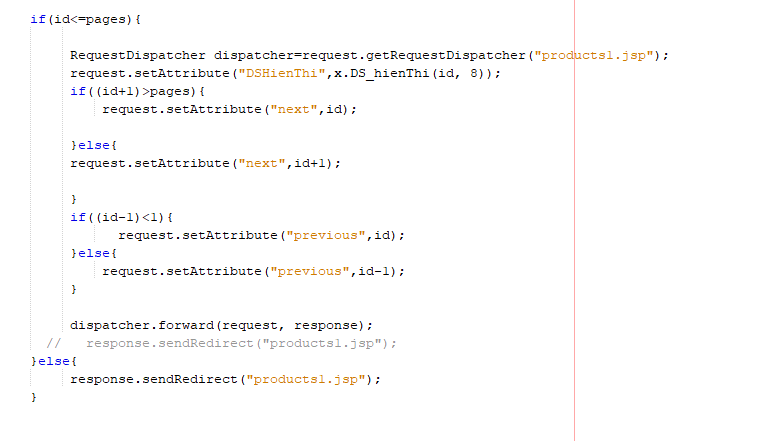 if(id<=pages){
RequestDispatcher dispatcher=request.getRequestDispatcher("products1.jsp");
request.setAttribute("DSHienThi",x.DS_hienThi(id, 8));
if((id+1)>pages){
request.setAttribute("next",id);
}else{
request.setAttribute("next",id+1);
}
if((id-1)<1){
request.setAttribute("previous",id);
}else{
request.setAttribute("previous",id-1);
}
dispatcher.forward(request, response);
//   response.sendRedirect("products1.jsp");
}else{
response.sendRedirect("products1.jsp");
}